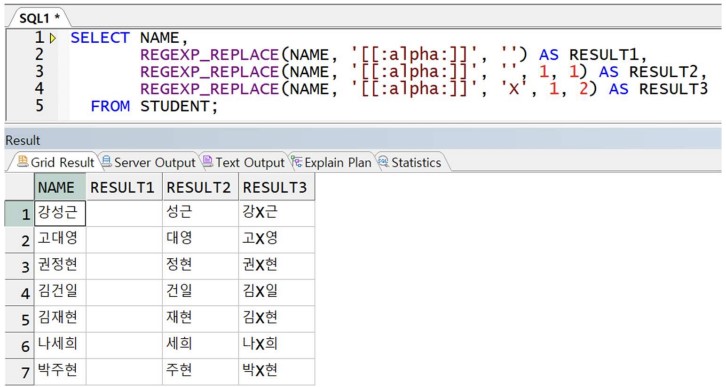 SQL1 *
1 SELECT NAME,
2 REGEXP_REPLACE(NAME, '[[:alpha:]]', '') AS RESULT1,
3 REGEXP_REPLACE(NAME, '[[:alpha:]]', '', 1, 1) AS RESULT2,
4 REGEXP_REPLACE(NAME, '[[:alpha:]]', 'X', 1, 2) AS RESULT3
5 FROM STUDENT;
Result
Grid Result Server Output Text Output Explain Plan Statistics
NAME RESULT1 RESULT2 RESULT3
1 강성근 성근 강X근
2 고대영 대영 고X영
3 권정현 정현 권X현
4 김건일 건일 김X일
5 김재현 재현 김X현
6 나세희 세희 나X희
7 박주현 주현 박X현